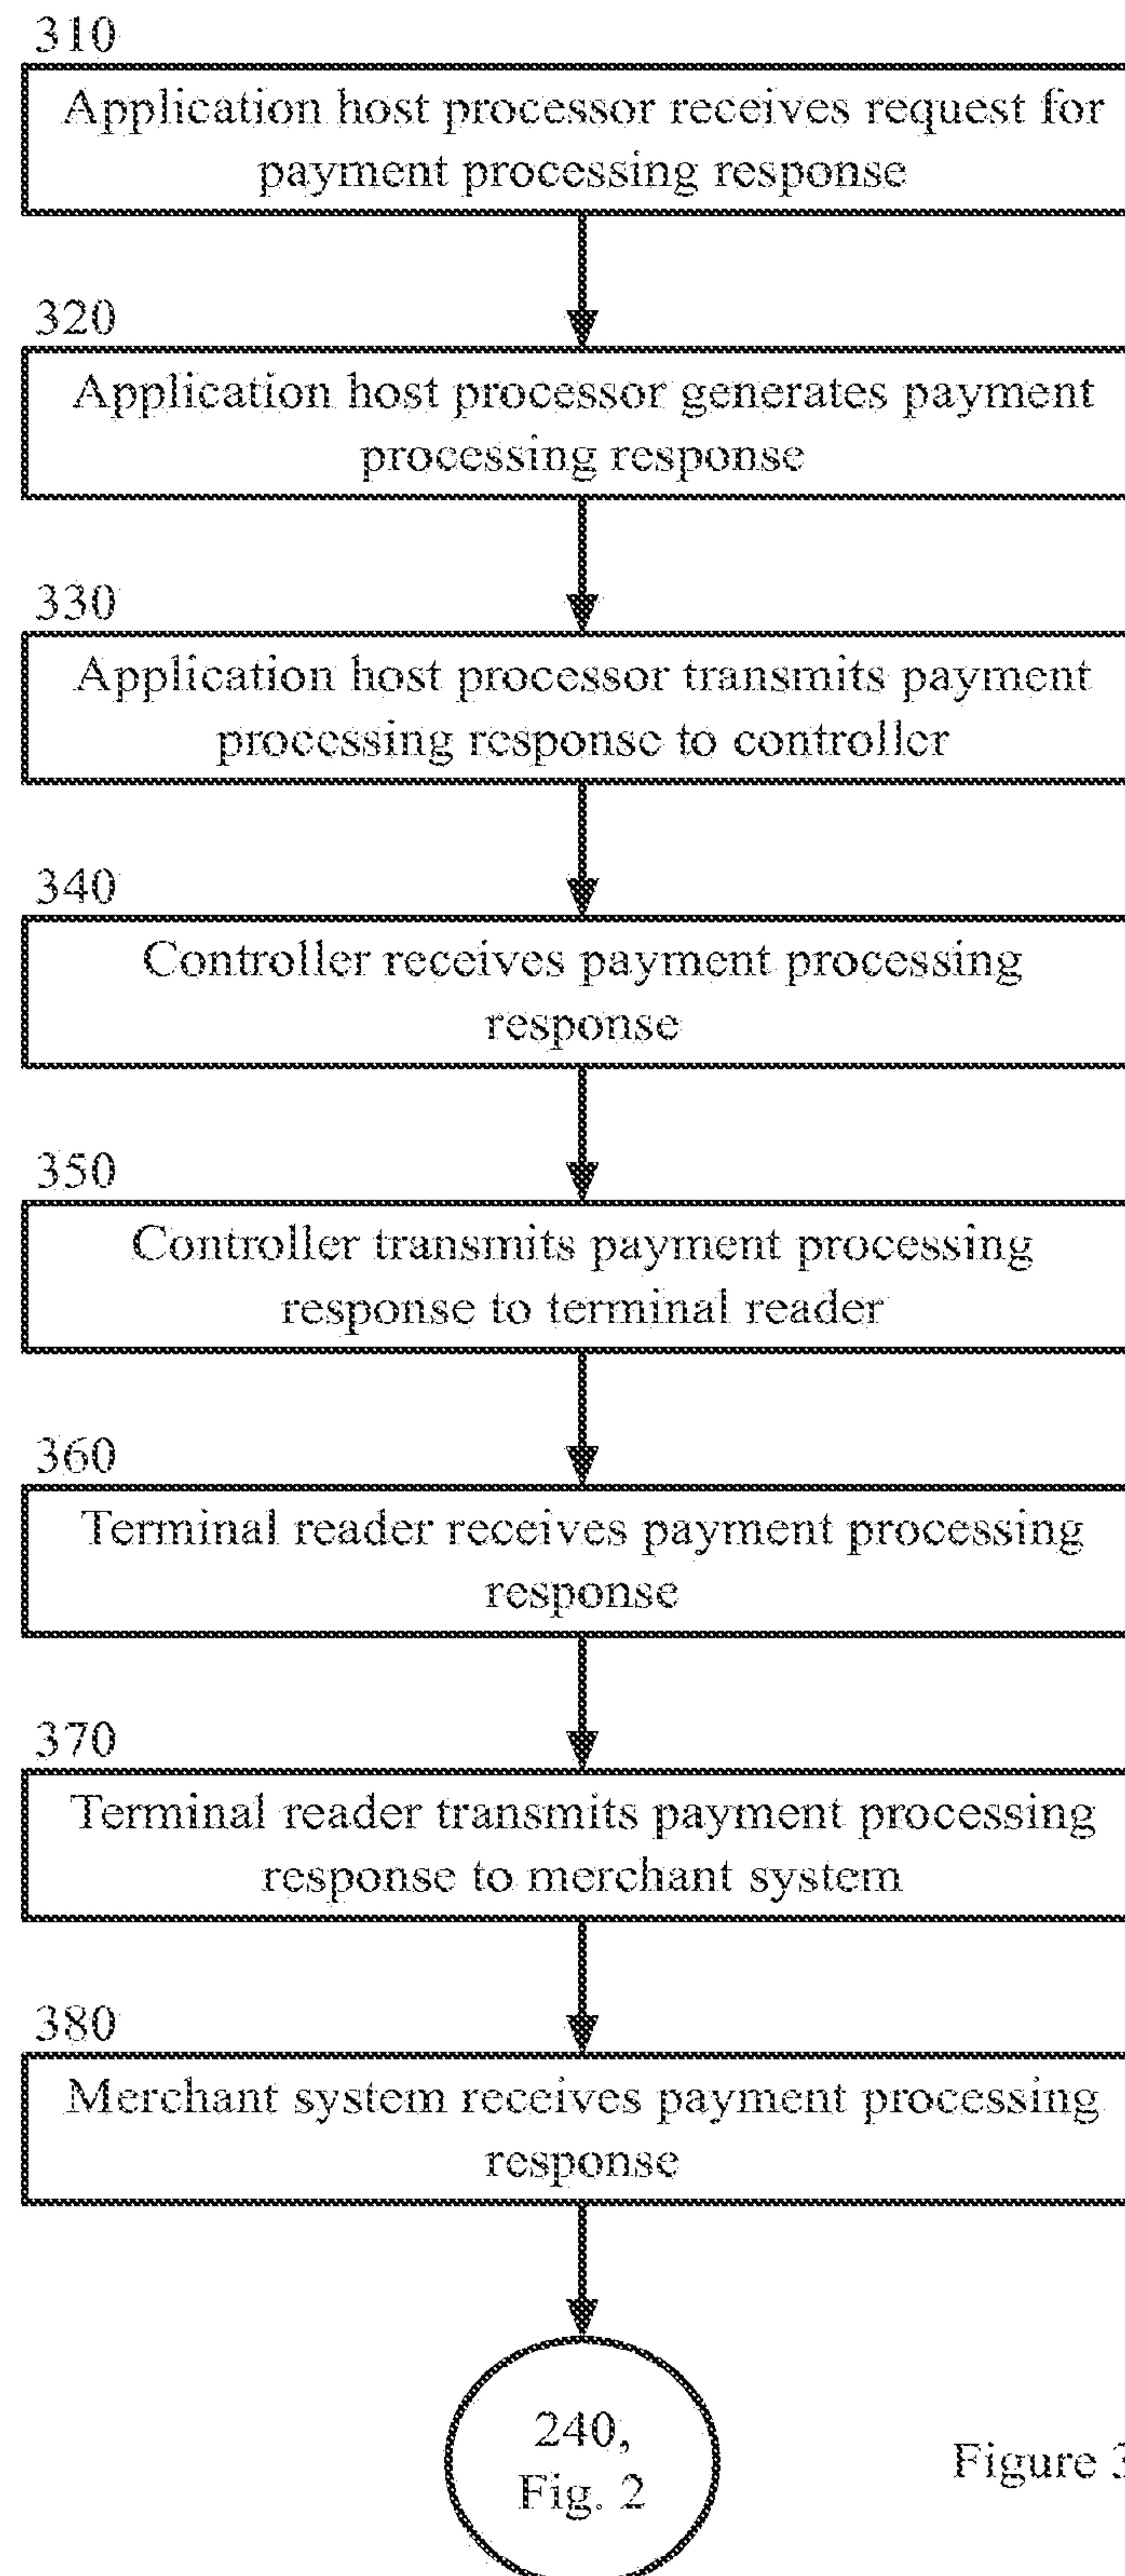 310
Application host processor receives request for
payment processing response
320
Application host processor generates payment
processing response
330
Application host processor transmits payment
processing response to controller
340
Controller receives payment processing
response
350
Controller transmits payment processing
response to terminal reader
360
Terminal reader receives payment processing
response
370
Terminal reader transmits payment processing
response to merchant system
380
Merchant system receives payment processing
response
240,
Fig. 2
Figure 3